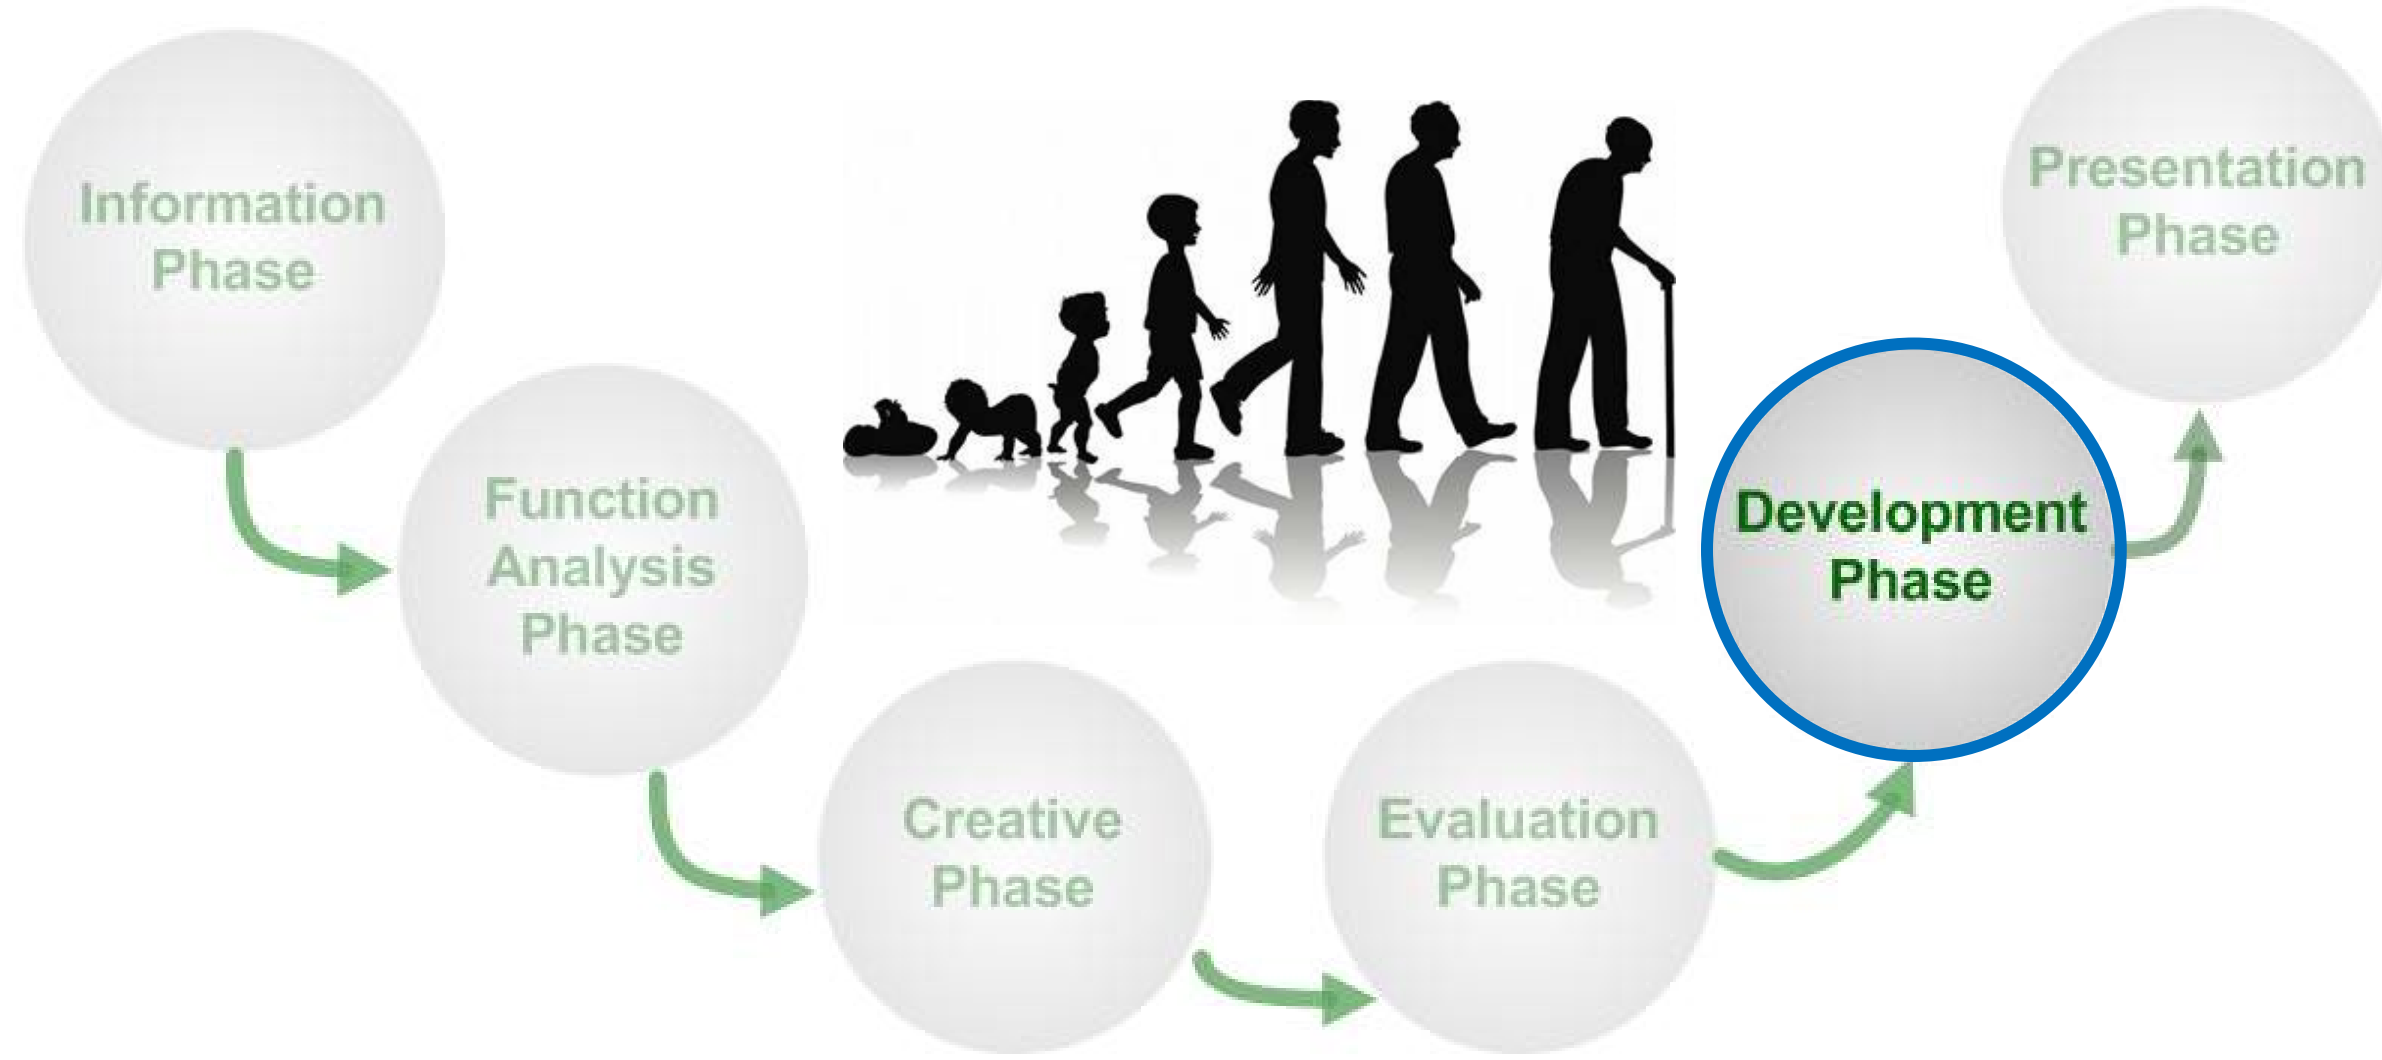 Information
Phase
Function
Analysis
Phase
Creative
Phase
Evaluation
Phase
Development
Phase
Presentation
Phase